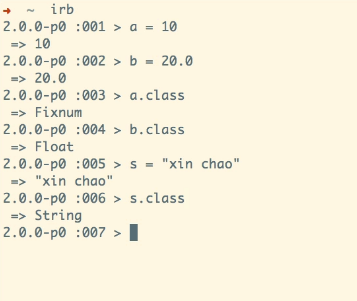 → ~ irb
2.0.0-p0 :001 > a = 10
=> 10
2.0.0-p0 :002 > b = 20.0
=> 20.0
2.0.0-p0 :003 > a.class
=> Fixnum
2.0.0-p0 :004 > b.class
=> Float
2.0.0-p0 :005 > s = "xin chao"
=> "xin chao"
2.0.0-p0 :006 > s.class
=> String
2.0.0-p0 :007 >